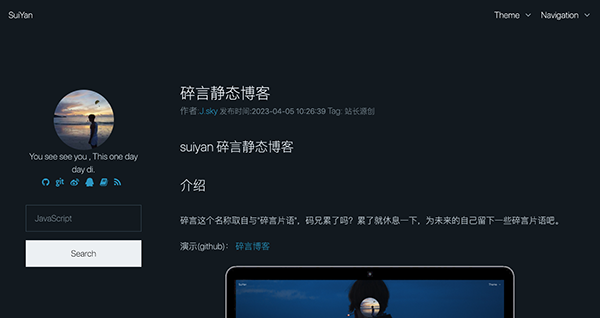 SuiYan
Theme
Navigation
You see see you , This one day
day di.
git
JavaScript
Search
碎言静态博客
作者:J.sky 发布时间:2023-04-05 10:26:39 Tag: 站长源创
suiyan 碎言静态博客
介绍
碎言这个名称取自与“碎言片语”，码兄累了吗？累了就休息一下，为未来的自己留下一些碎言片语吧。
演示(github)： 碎言博客